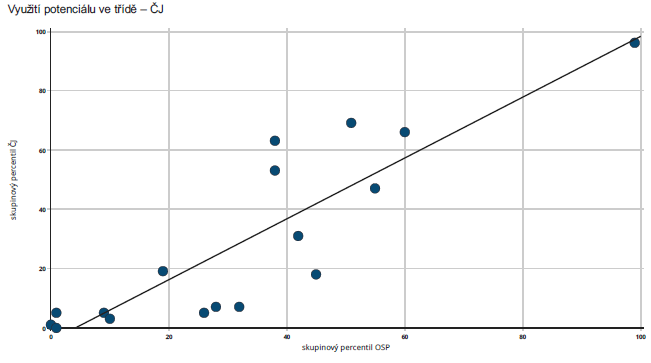 Využití potenciálu ve třídě – ČJ
100
80
60
40
20
0
skupinový percentil Čj
0 20 40 60 80 100
skupinový percentil OSP